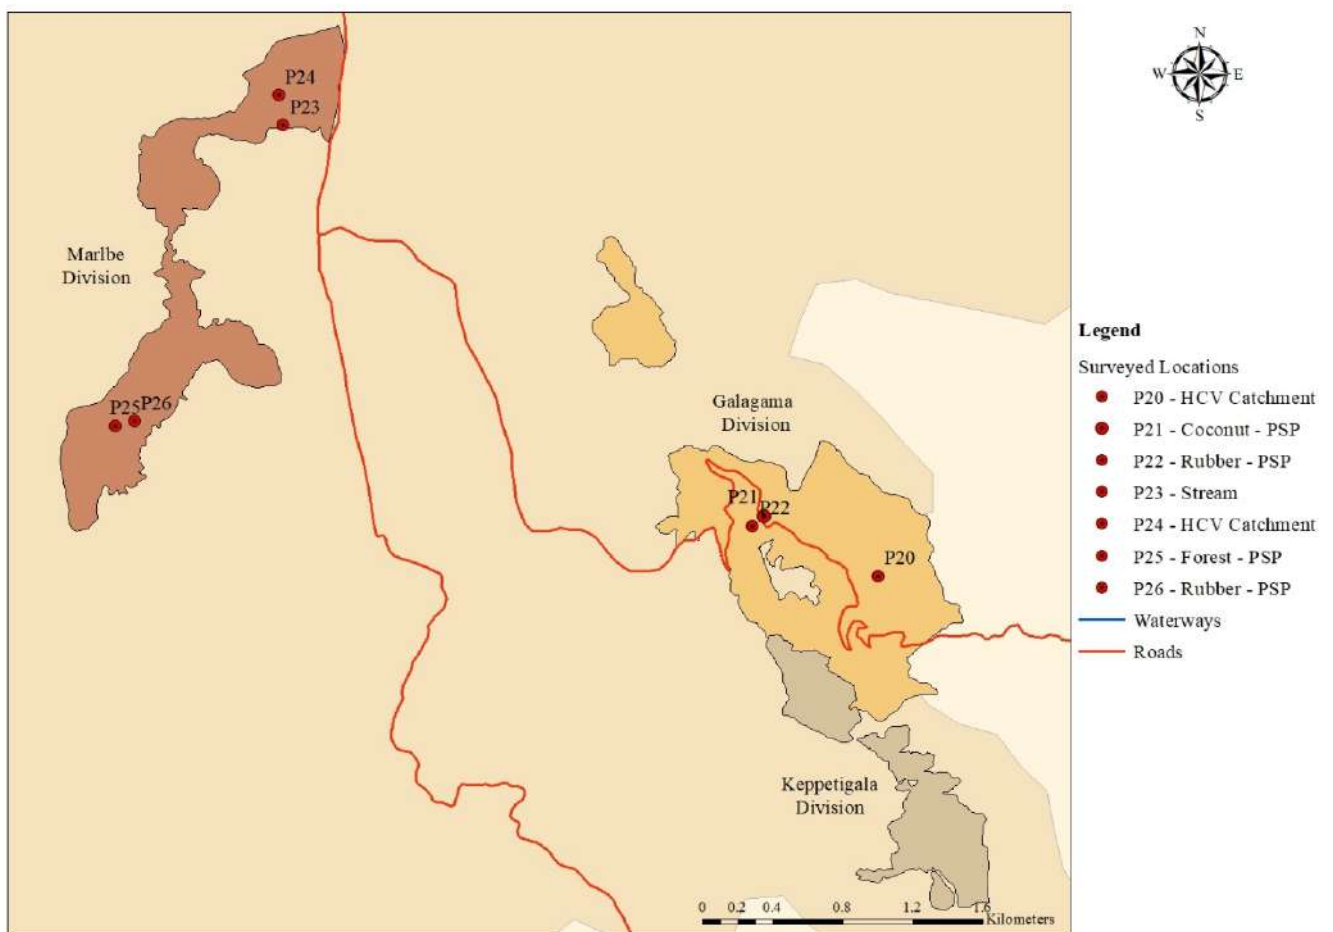 N
W E
S
P24
P23
Marlbe
Division
P25 P26
Galagama
Division
P21
P22
P20
Keppetigala
Division
0 0.2 0.4 0.8 1.2 1.6
Kilometers
Legend
Surveyed Locations
P20 - HCV Catchment
P21 - Coconut - PSP
P22 - Rubber - PSP
P23 - Stream
P24 - HCV Catchment
P25 - Forest - PSP
P26 - Rubber - PSP
Waterways
Roads